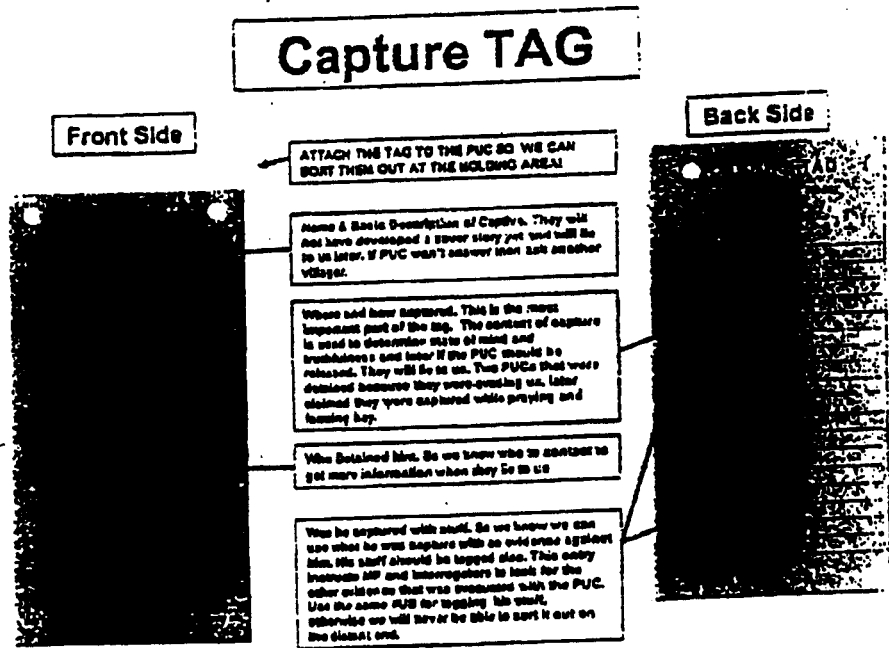 Capture TAG
Front Side
Back Side
ATTACH THE TAG TO THE PUC SO WE CAN
SORT THEM OUT AT THE HOLDING AREA!
Name & Basic Description of Captive. They will
not have developed a cover story yet and will lie
to us later. If PUC won't answer then ask another
villager.
Where and how captured. This is the most
important part of the tag. The context of capture
is used to determine state of mind and
truthfulness and later if the PUC should be
released. They will lie to us. Two PUCs that were
detained because they were evading us, later
claimed they were captured while praying and
hay.
Who Detained him. So we know who to contact to
get more information when they lie to us
Was he captured with stuff. So we know we can
use what he was capture with as evidence against
him. His stuff should be tagged also. This entry
MP and Interrogators to look for the
other evidence that was evacuated with the PUC.
Use the same for tagging his stuff,
otherwise we will never be able to sort it out on
the end.